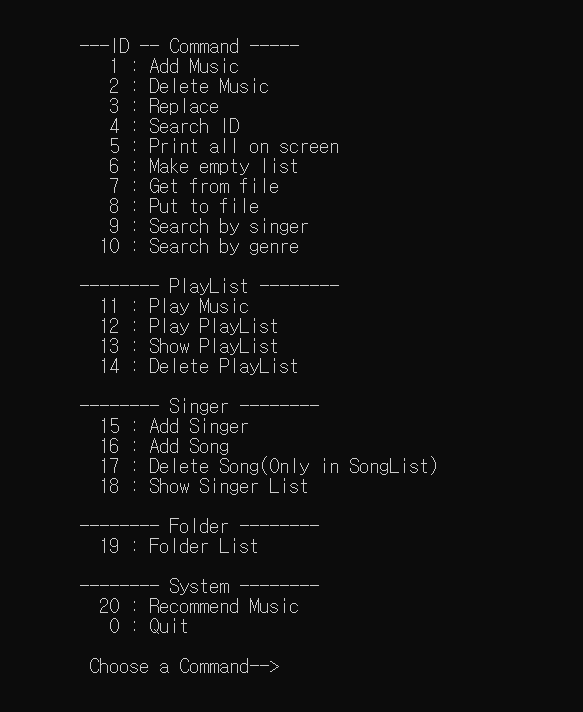 ---ID -- Command -----
1 : Add Music
2 : Delete Music
3 : Replace
4 : Search ID
5 : Print all on screen
6 : Make empty list
7 : Get from file
8 : Put to file
9 : Search by singer
10 : Search by genre
-------- PlayList --------
11 : Play Music
12 : Play PlayList
13 : Show PlayList
14 : Delete PlayList
-------- Singer --------
15 : Add Singer
16 : Add Song
17 : Delete Song(Only in SongList)
18 : Show Singer List
-------- Folder --------
19 : Folder List
-------- System --------
20 : Recommend Music
0 : Quit
Choose a Command-->